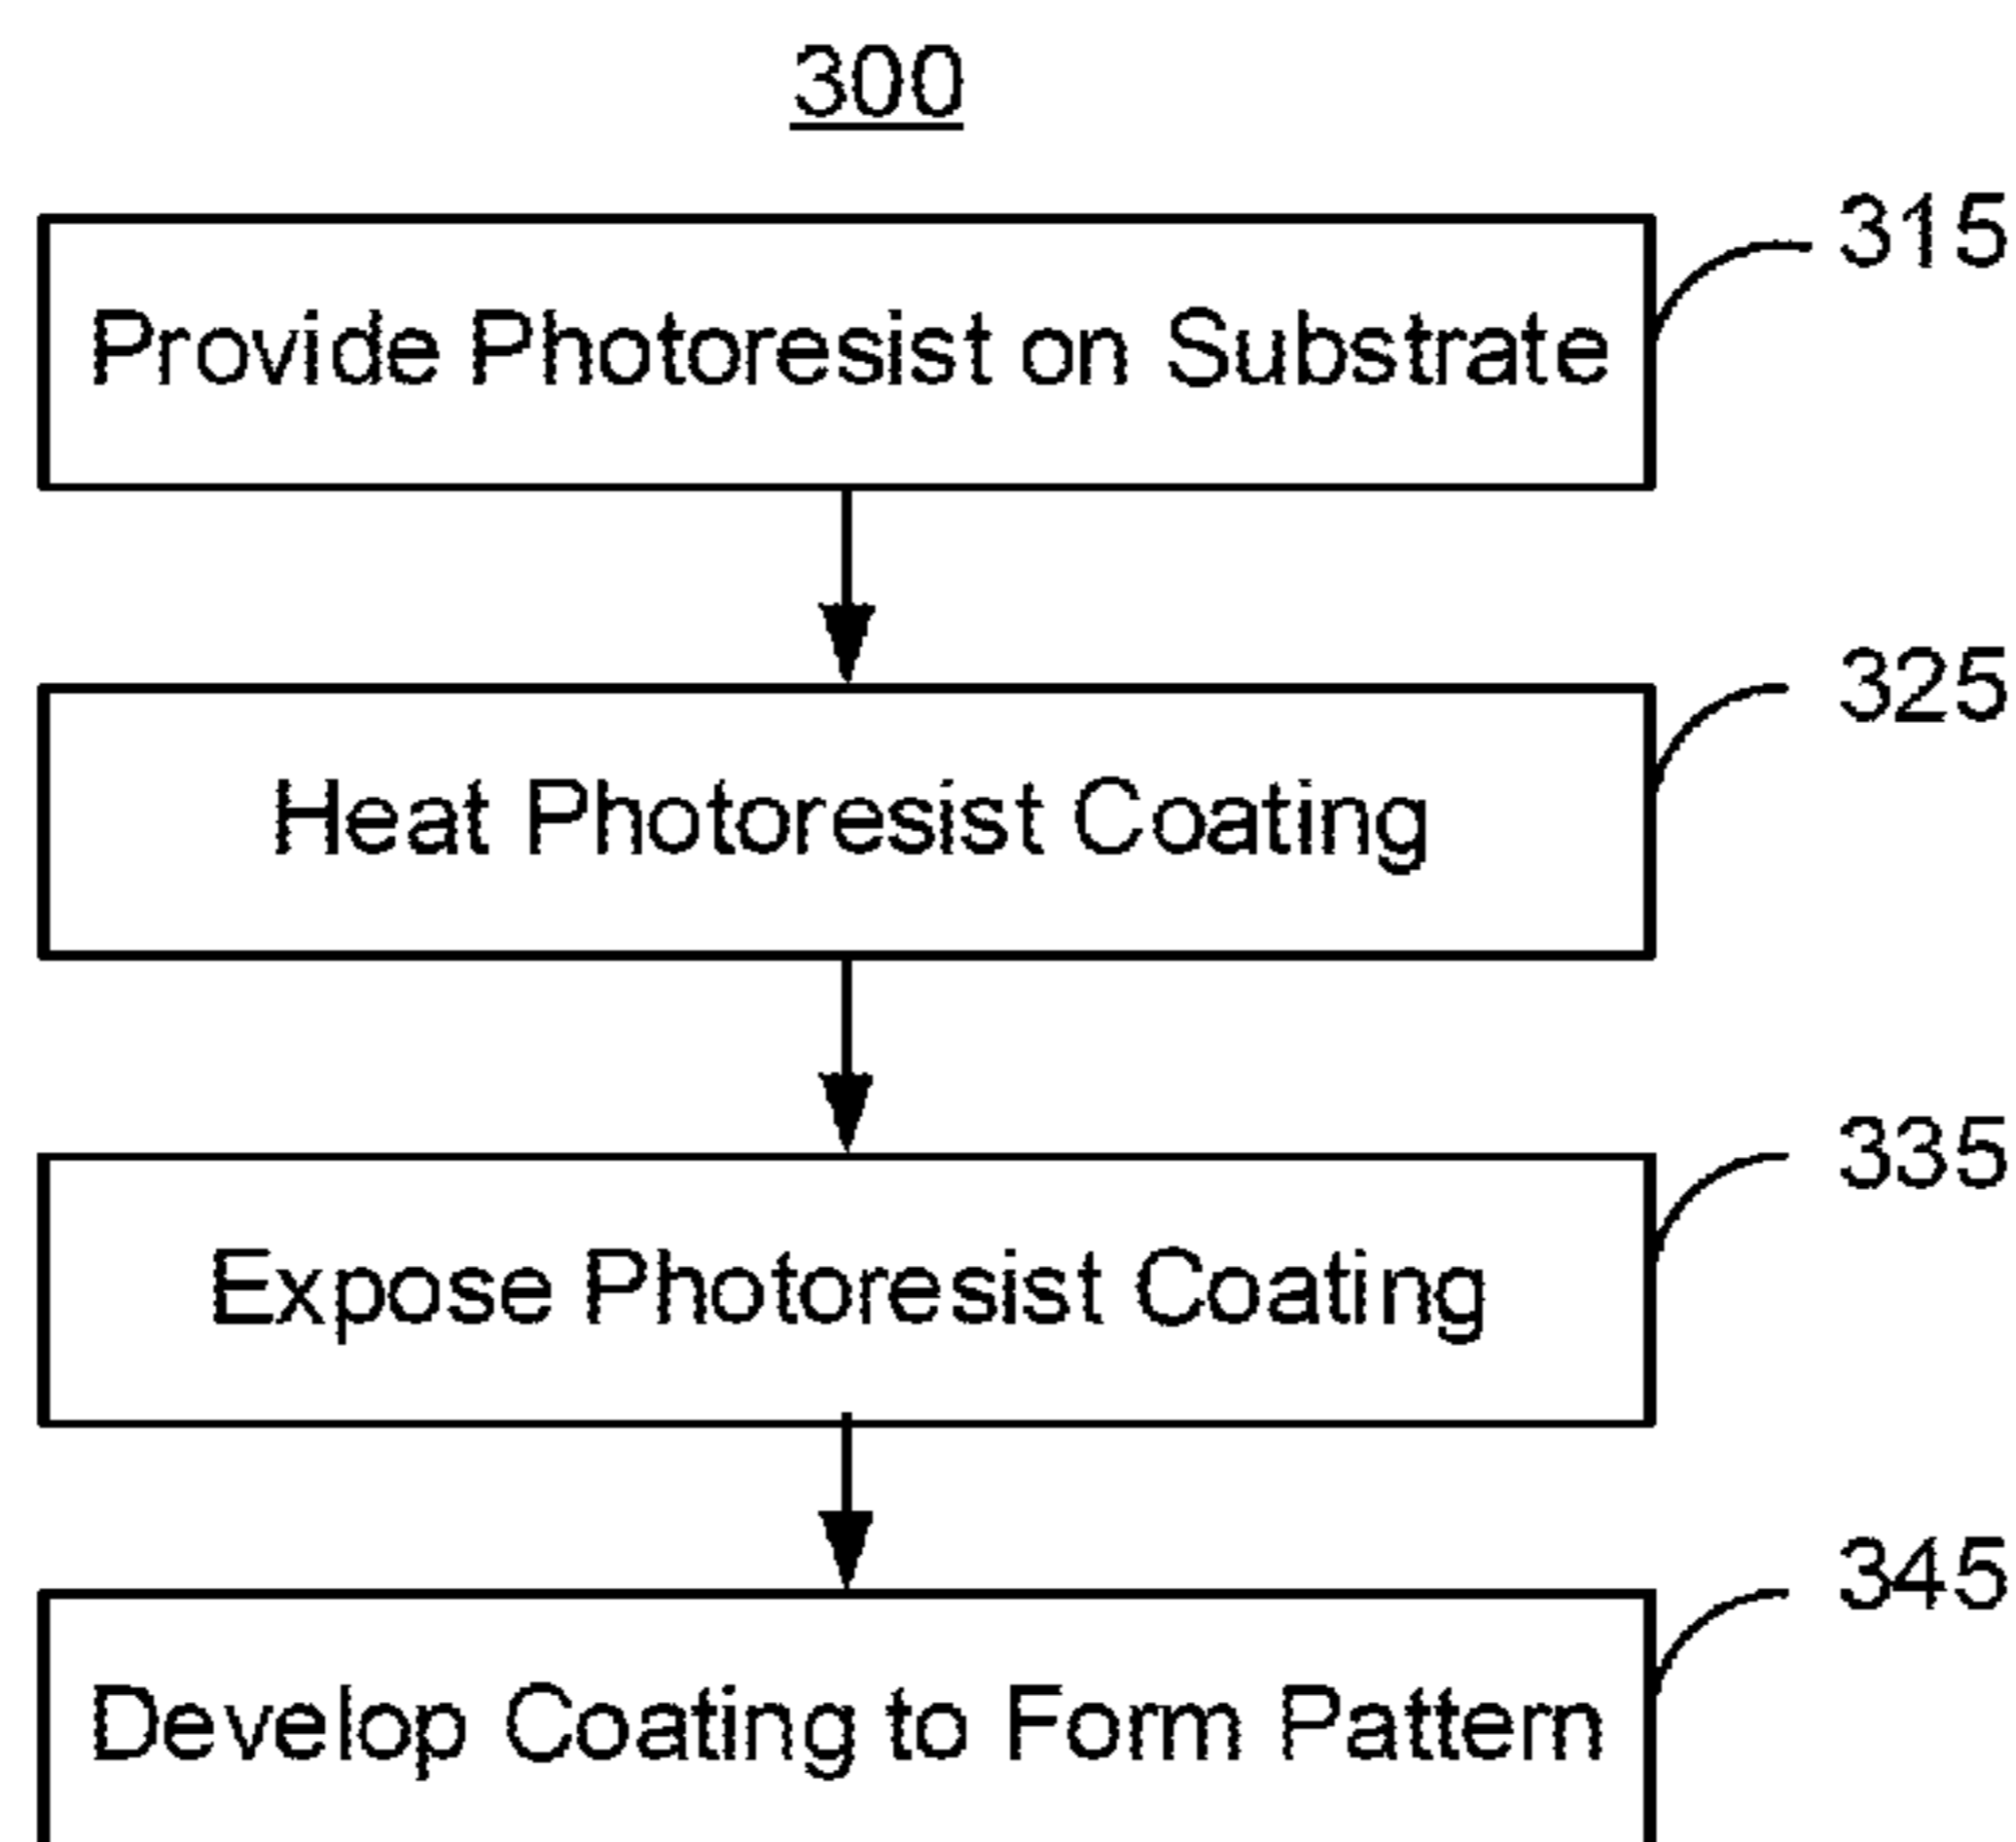 300
315
Provide Photoresist on Substrate
325
Heat Photoresist Coating
335
Expose Photoresist Coating
345
Develop Coating to Form Pattern